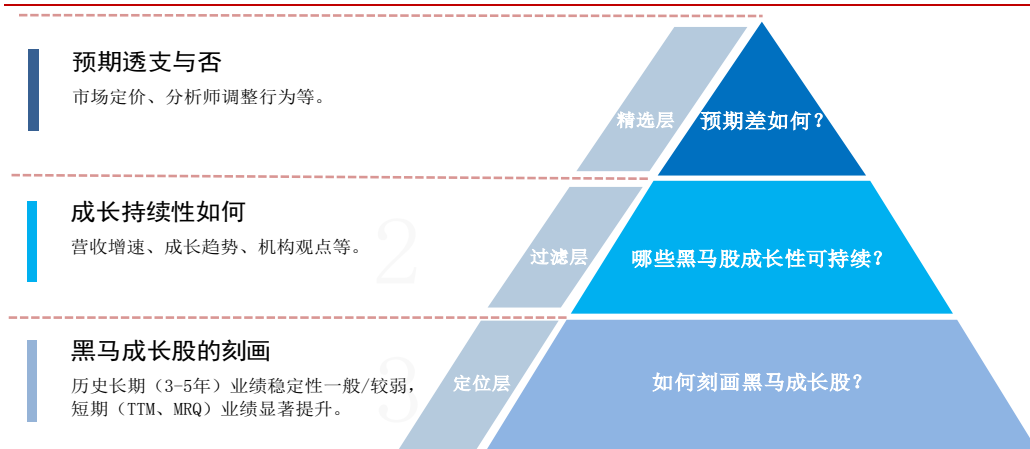 预期透支与否
市场定价、分析师调整行为等。
精选层
预期差如何？
成长持续性如何
营收增速、成长趋势、机构观点等。
2
过滤层
哪些黑马股成长性可持续？
黑马成长股的刻画
历史长期（3-5年）业绩稳定性一般/较弱，
短期（TTM、MRQ）业绩显著提升。
3
定位层
如何刻画黑马成长股？